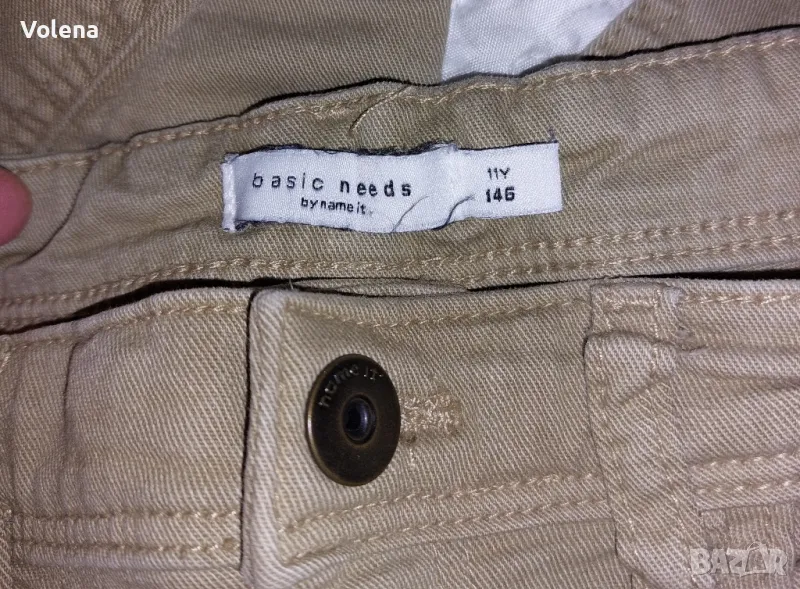 Volena
basic needs
by name it.
11Y
146
name it
BAZAR